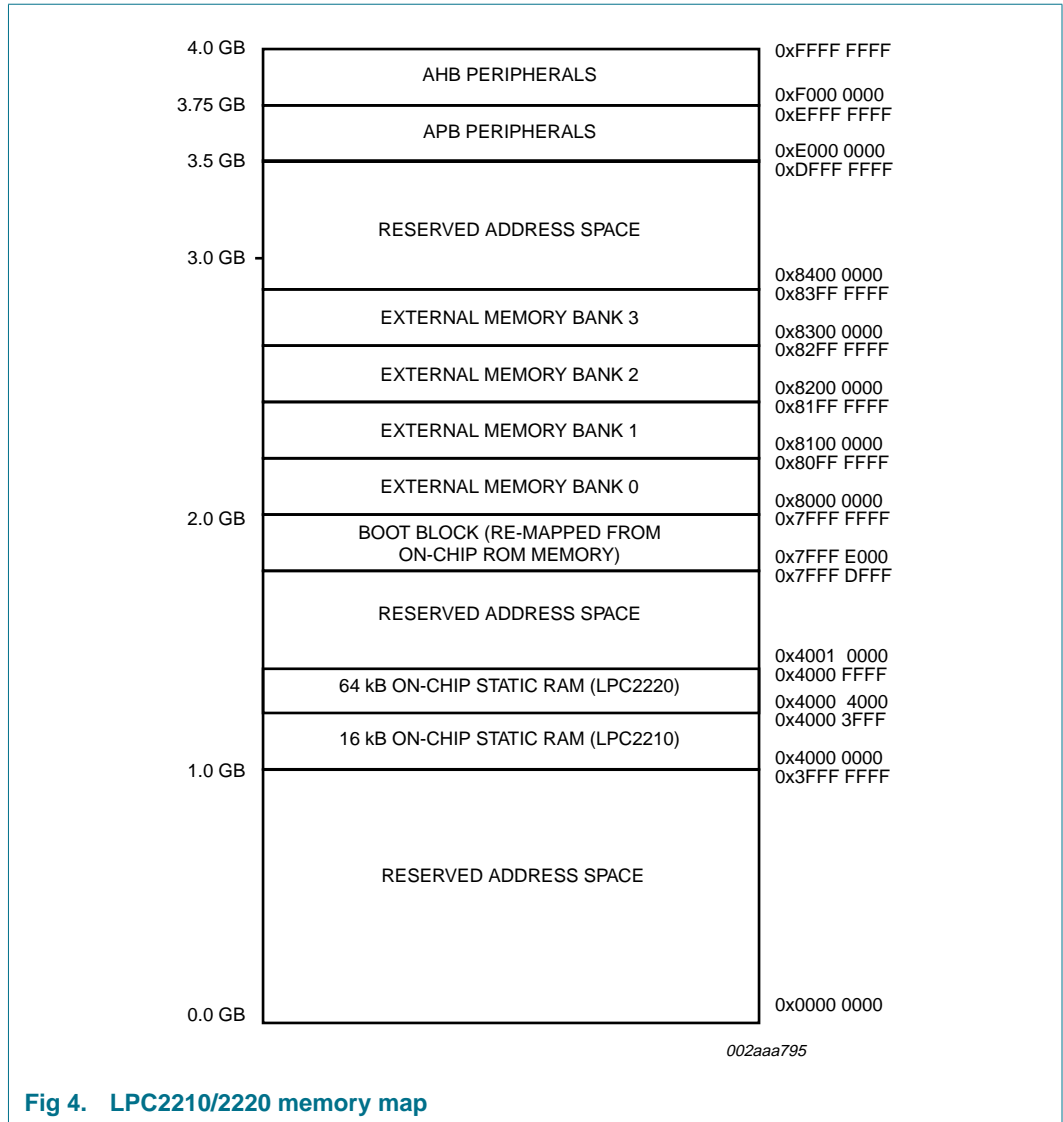 4.0 GB
0xFFFF FFFF
AHB PERIPHERALS
0xF000 0000
3.75 GB
0xEFFF FFFF
APB PERIPHERALS
0xE000 0000
3.5 GB
0xDFFF FFFF
RESERVED ADDRESS SPACE
3.0 GB
0x8400 0000
0x83FF FFFF
EXTERNAL MEMORY BANK 3
0x8300 0000
0x82FF FFFF
EXTERNAL MEMORY BANK 2
0x8200 0000
0x81FF FFFF
EXTERNAL MEMORY BANK 1
0x8100 0000
0x80FF FFFF
EXTERNAL MEMORY BANK 0
0x8000 0000
2.0 GB
0x7FFF FFFF
BOOT BLOCK (RE-MAPPED FROM
ON-CHIP ROM MEMORY)
0x7FFF E000
0x7FFF DFFF
RESERVED ADDRESS SPACE
0x4001 0000
0x4000 FFFF
64 kB ON-CHIP STATIC RAM (LPC2220)
0x4000 4000
0x4000 3FFF
16 kB ON-CHIP STATIC RAM (LPC2210)
0x4000 0000
1.0 GB
0x3FFF FFFF
RESERVED ADDRESS SPACE
0x0000 0000
0.0 GB
002aaa795
Fig 4. LPC2210/2220 memory map